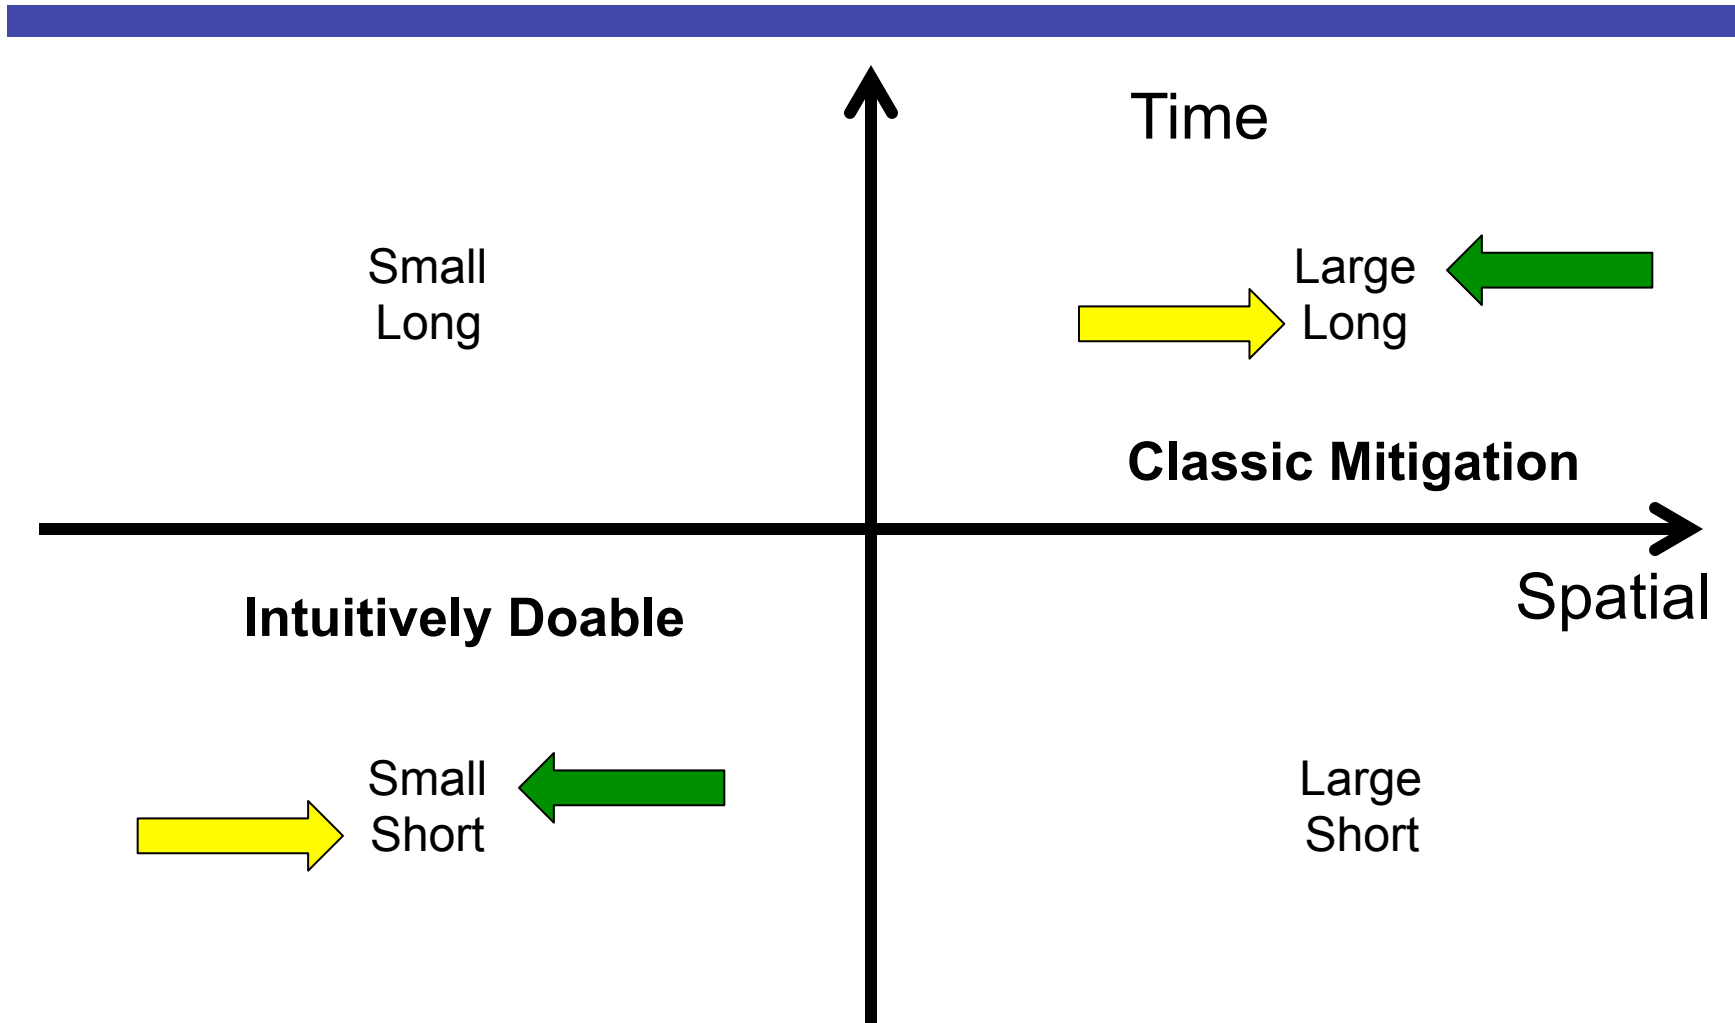 Time
Small
Long
Large
Long
Classic Mitigation
Spatial
Intuitively Doable
Small
Short
Large
Short